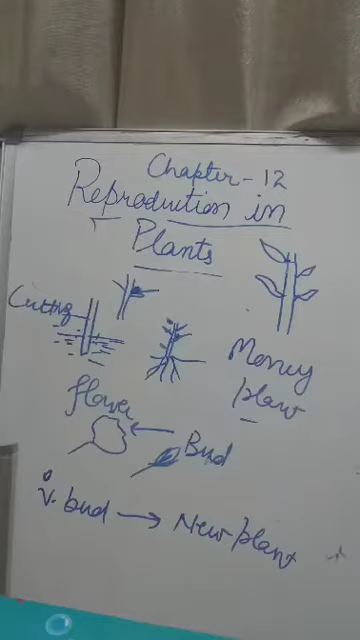 Chapter - 12
Reproduction in
Plants
Cutting
Money
plant
flower
Bud
v. bud → New plant